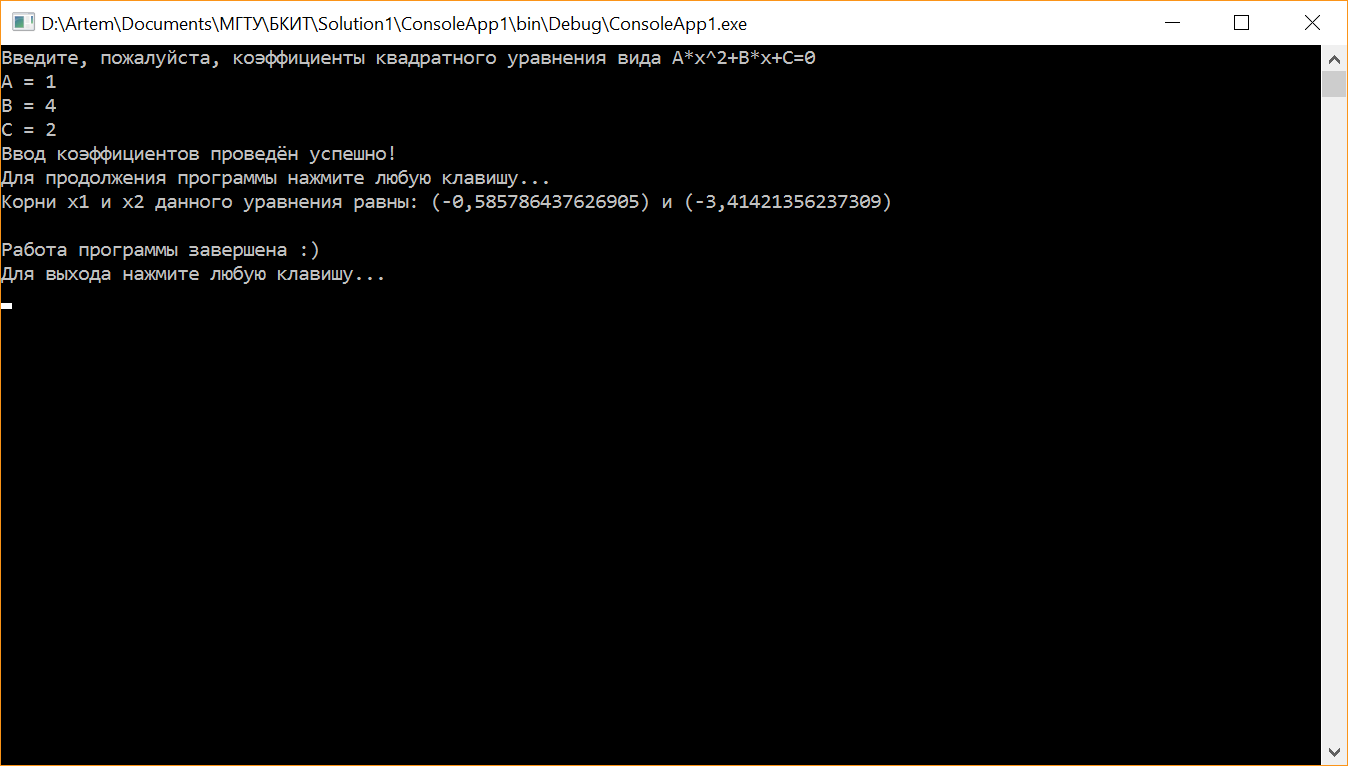 D:\Artem\Documents\МГТУ\БКИТ\Solution1\ConsoleApp1\bin\Debug\ConsoleApp1.exe
Введите, пожалуйста, коэффициенты квадратного уравнения вида A*x^2+B*x+C=0
A = 1
B = 4
C = 2
Ввод коэффициентов проведён успешно!
Для продолжения программы нажмите любую клавишу...
Корни x1 и x2 данного уравнения равны: (-0,585786437626905) и (-3,41421356237309)
Работа программы завершена :)
Для выхода нажмите любую клавишу...